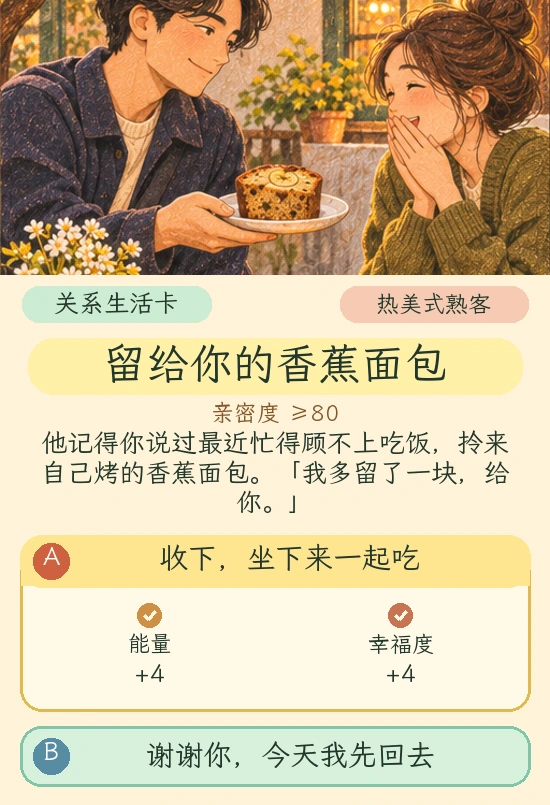 关系生活卡
热美式熟客
留给你的香蕉面包
亲密度 ≥80
他记得你说过最近忙得顾不上吃饭，拎来
自己烤的香蕉面包。「我多留了一块，给
你。」
A 收下，坐下来一起吃
能量 幸福度
+4 +4
B 谢谢你，今天我先回去